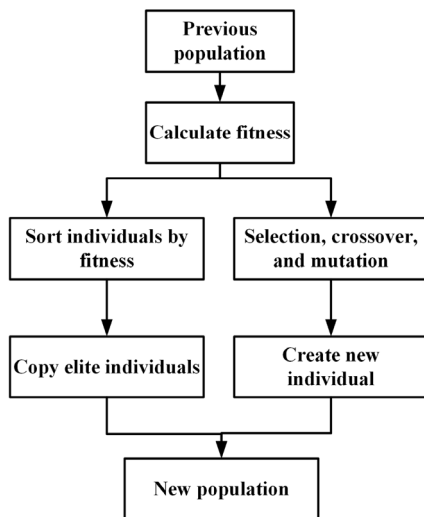 Previous
population
Calculate fitness
Sort individuals by
fitness
Selection, crossover,
and mutation
Copy elite individuals
Create new
individual
New population